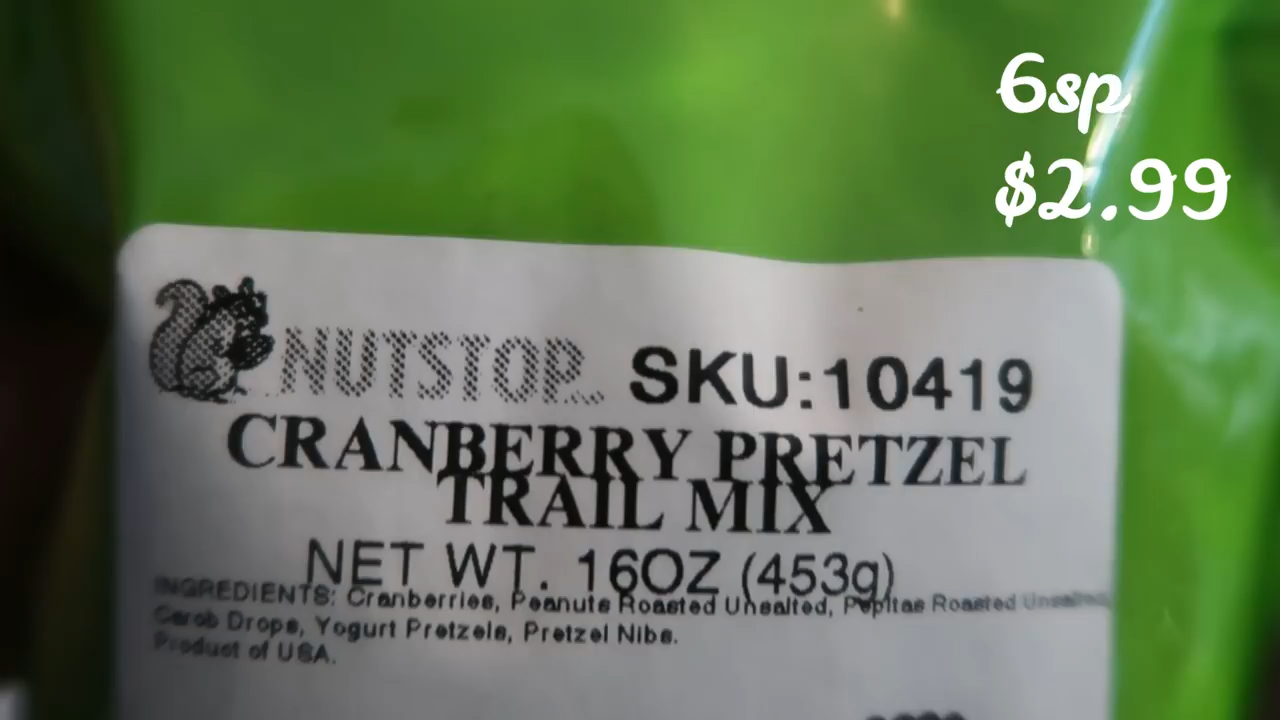 6sp
$2.99
NUTSTOP
SKU:10419
CRANBERRY PRETZEL
TRAIL MIX
NET WT. 16OZ (453g)
INGREDIENTS: Cranberries, Peanuts Roasted Unsalted, Pepitas Roasted Unsalted,
Carob Drops, Yogurt Pretzels, Pretzel Nibs.
Product of USA.